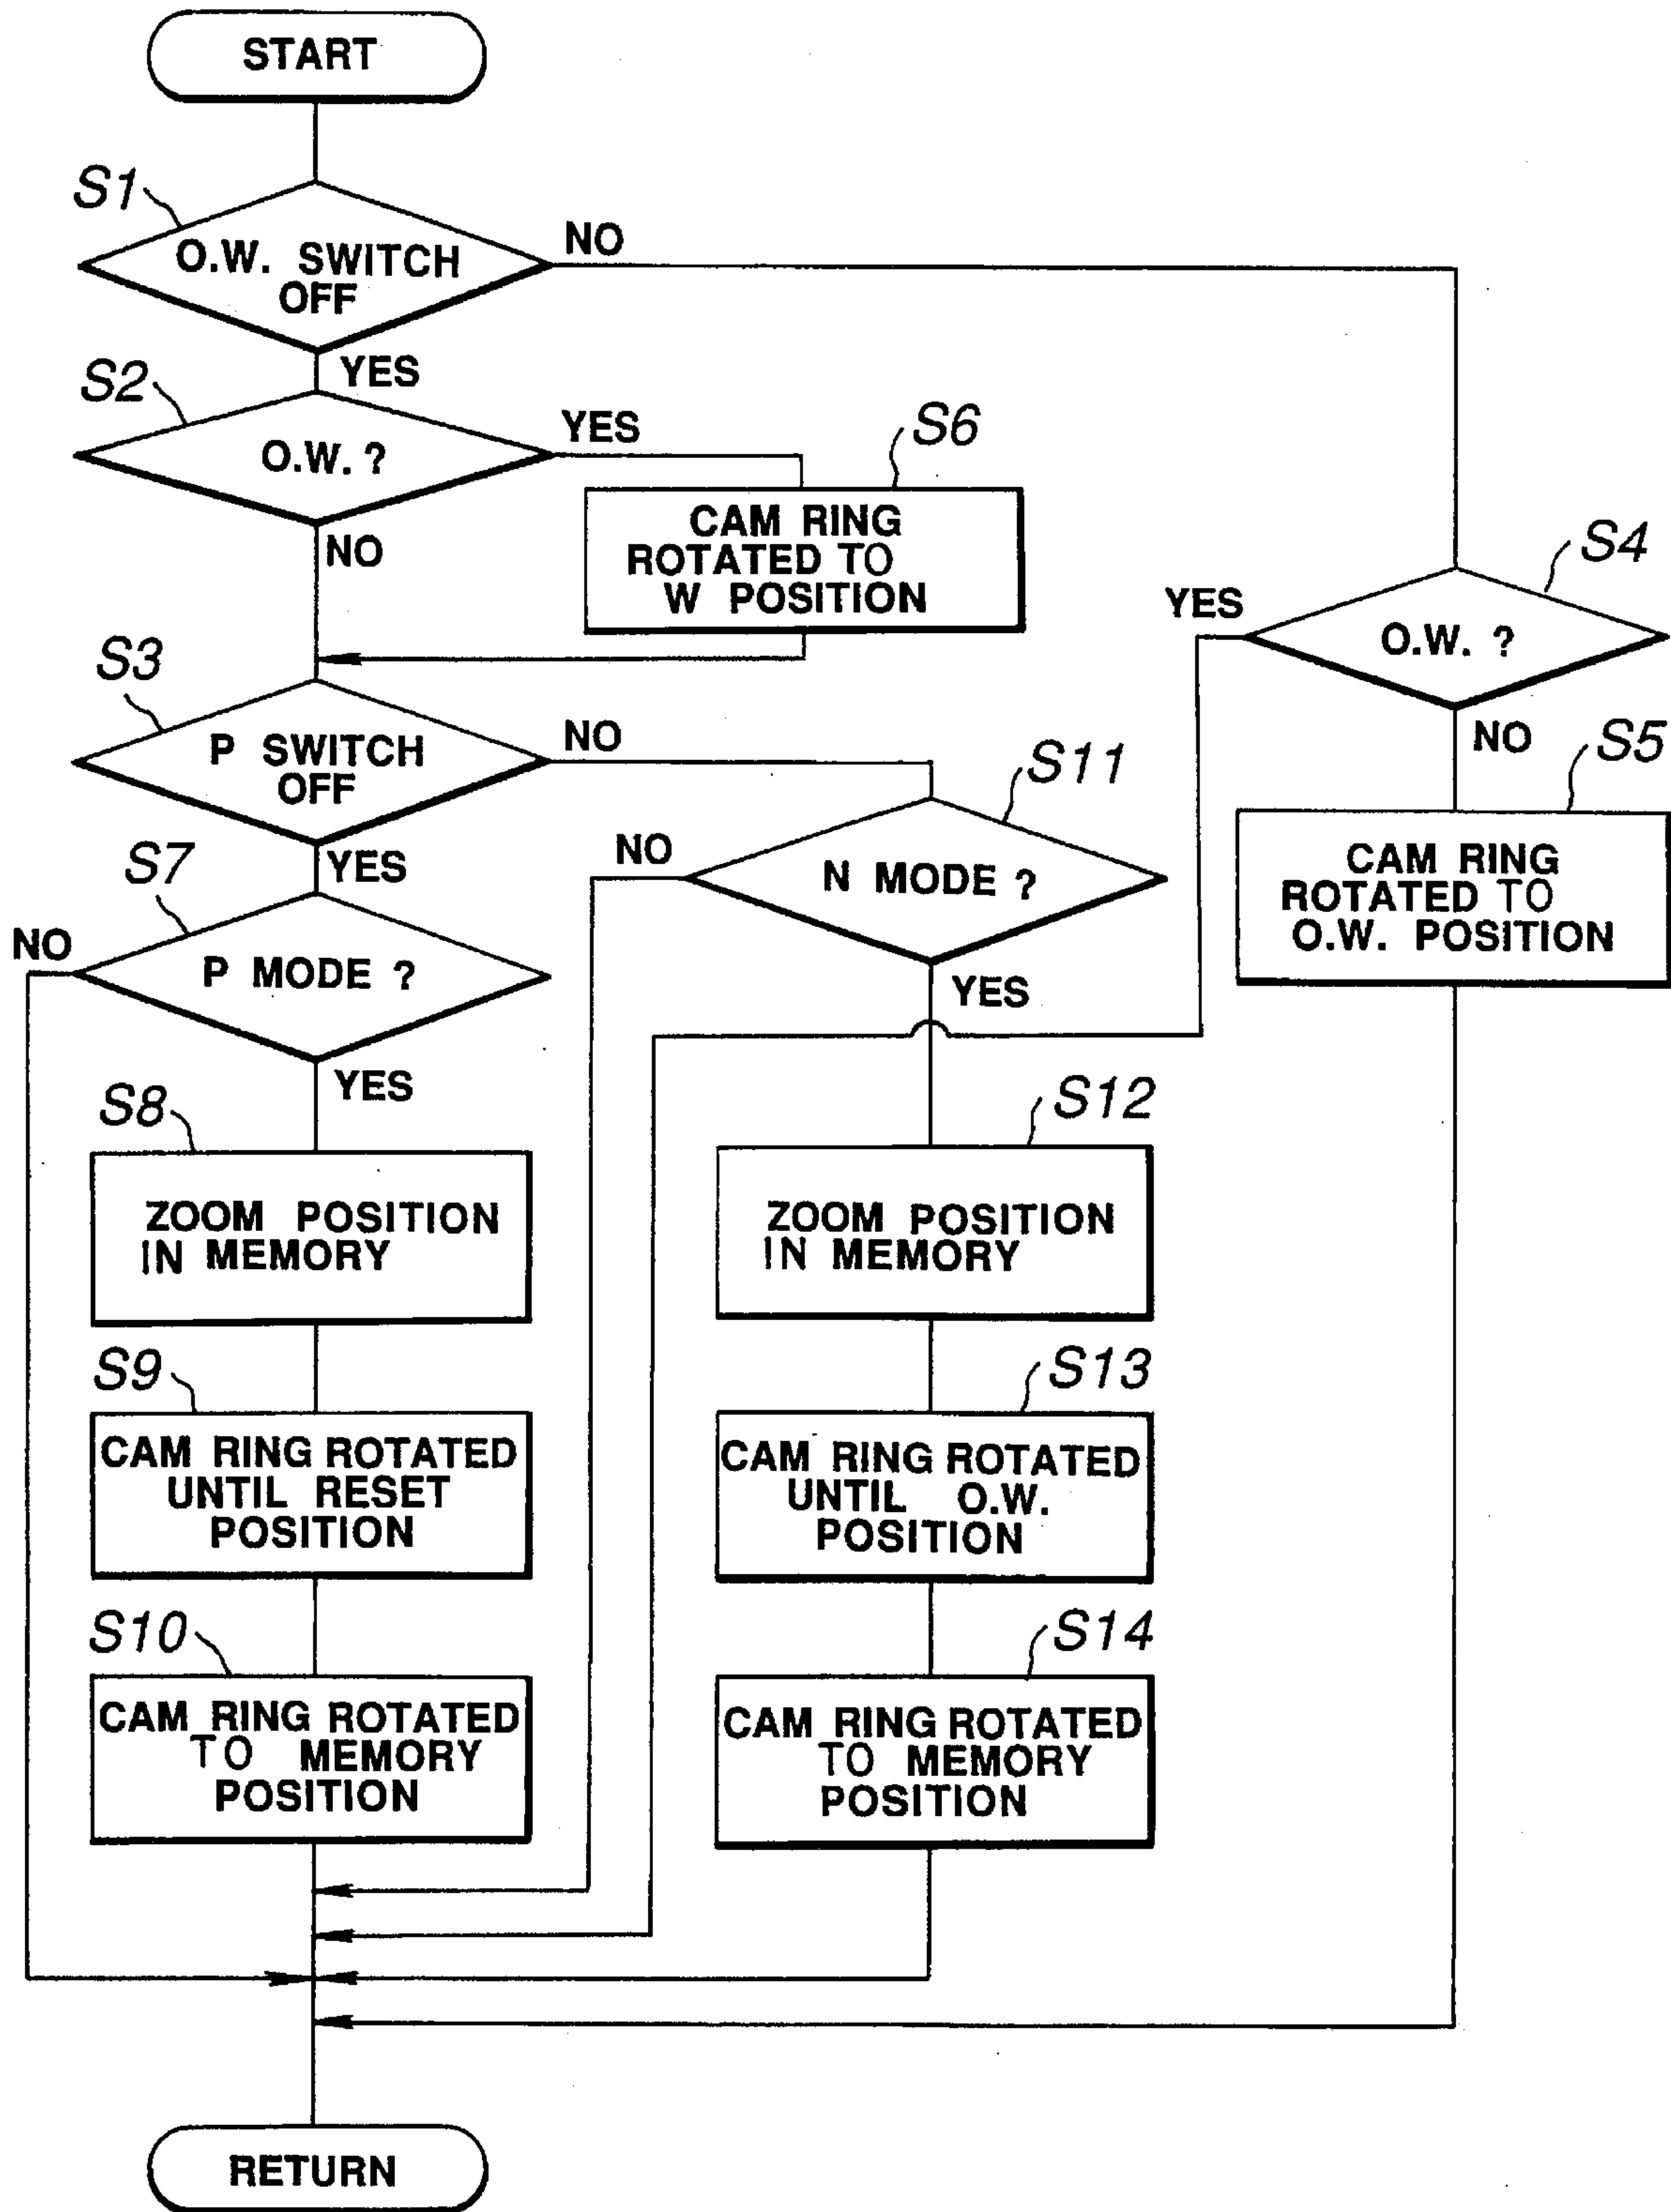 START
S1
O.W. SWITCH
OFF
NO
YES
S2
O.W. ?
YES
NO
S6
CAM RING
ROTATED TO
W POSITION
S4
O.W. ?
YES
NO
S3
P SWITCH
OFF
NO
YES
S11
N MODE ?
NO
YES
S5
CAM RING
ROTATED TO
O.W. POSITION
S7
P MODE ?
NO
YES
S8
ZOOM POSITION
IN MEMORY
S12
ZOOM POSITION
IN MEMORY
S9
CAM RING ROTATED
UNTIL RESET
POSITION
S13
CAM RING ROTATED
UNTIL O.W.
POSITION
S10
CAM RING ROTATED
TO MEMORY
POSITION
S14
CAM RING ROTATED
TO MEMORY
POSITION
RETURN